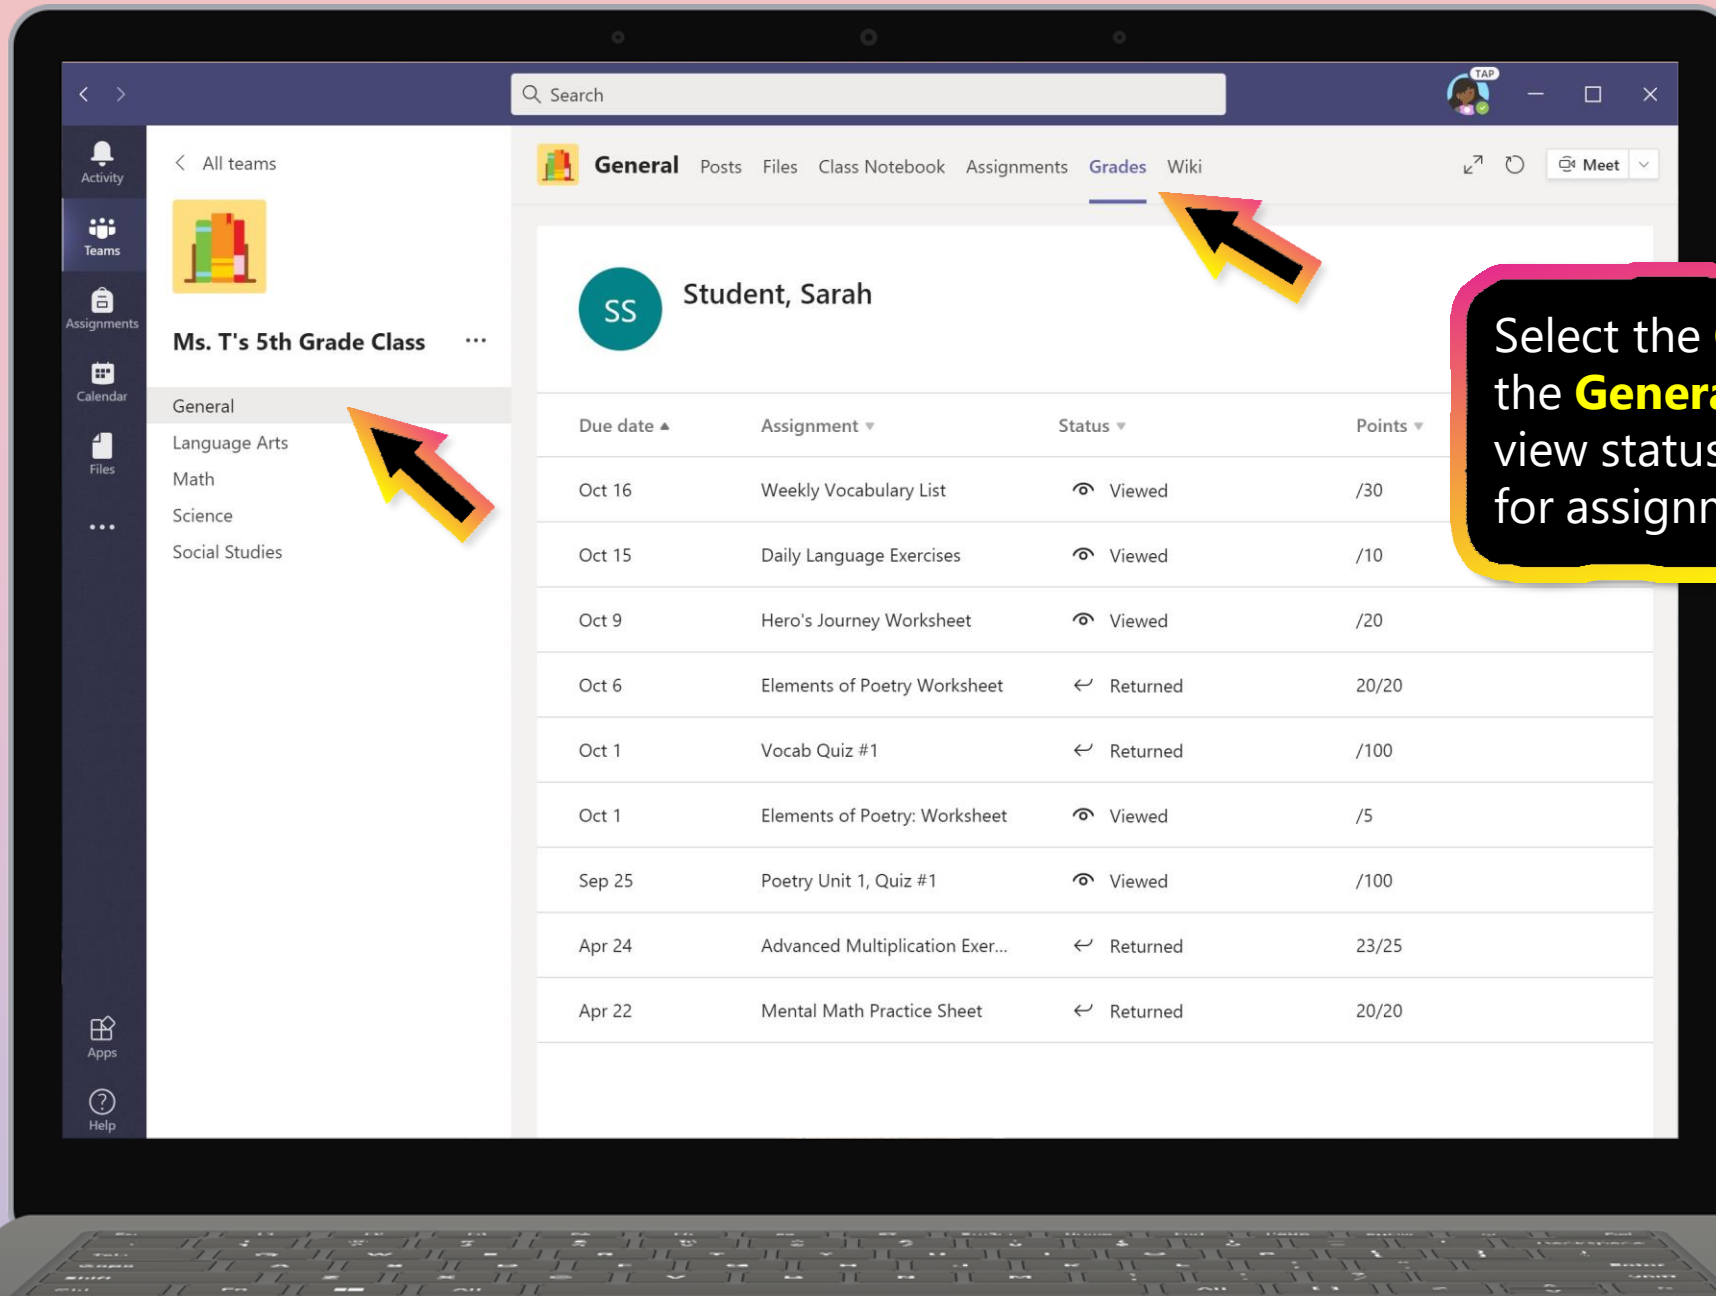 Search
TAP
Activity
Teams
Assignments
Calendar
Files
Apps
Help
All teams
Ms. T's 5th Grade Class
General
Language Arts
Math
Science
Social Studies
General Posts Files Class Notebook Assignments Grades Wiki
Meet
SS
Student, Sarah
Due date Assignment Status Points
Oct 16 Weekly Vocabulary List Viewed /30
Oct 15 Daily Language Exercises Viewed /10
Oct 9 Hero's Journey Worksheet Viewed /20
Oct 6 Elements of Poetry Worksheet Returned 20/20
Oct 1 Vocab Quiz #1 Returned /100
Oct 1 Elements of Poetry: Worksheet Viewed /5
Sep 25 Poetry Unit 1, Quiz #1 Viewed /100
Apr 24 Advanced Multiplication Exer... Returned 23/25
Apr 22 Mental Math Practice Sheet Returned 20/20
Select the
the Genera
view status
for assignm